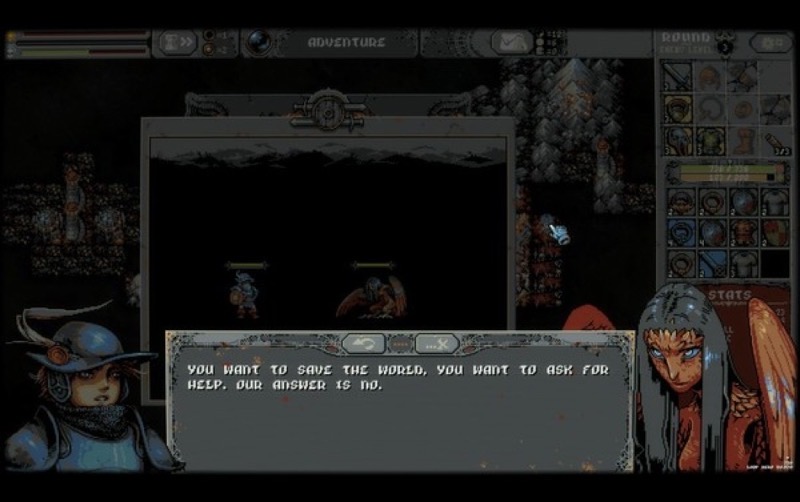 ADVENTURE
ROUND
3
YOU WANT TO SAVE THE WORLD, YOU WANT TO ASK FOR
HELP. OUR ANSWER IS NO.
STATS